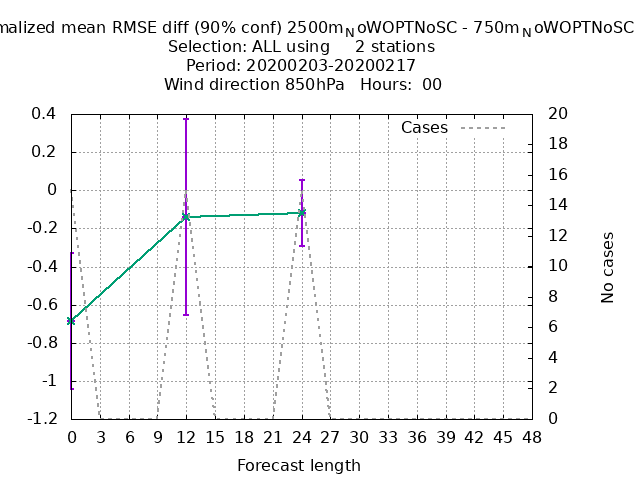 malized mean RMSE diff (90% conf) 2500m_NoWOPTNoSC - 750m_NoWOPTNoSC
Selection: ALL using 2 stations
Period: 20200203-20200217
Wind direction 850hPa Hours: 00
Cases
0.4
0.2
0
-0.2
-0.4
-0.6
-0.8
-1
-1.2
20
18
16
14
12
10
8
6
4
2
0
No cases
0 3 6 9 12 15 18 21 24 27 30 33 36 39 42 45 48
Forecast length